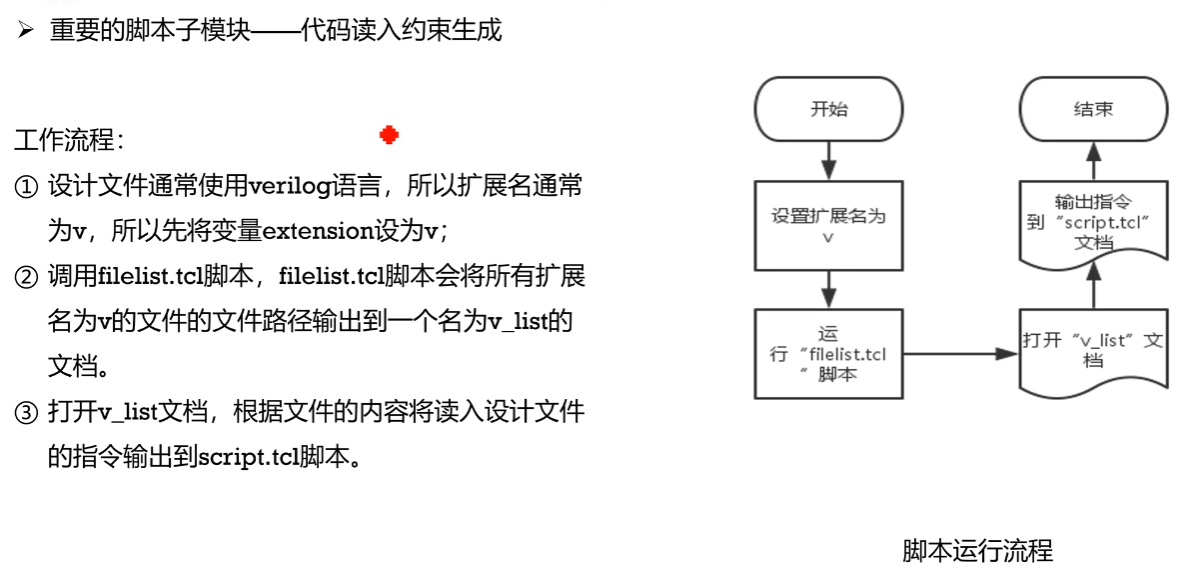 ➢ 重要的脚本子模块——代码读入约束生成
工作流程：
① 设计文件通常使用verilog语言，所以扩展名通常
为v，所以先将变量extension设为v；
② 调用filelist.tcl脚本，filelist.tcl脚本会将所有扩展
名为v的文件的文件路径输出到一个名为v_list的
文档。
③ 打开v_list文档，根据文件的内容将读入设计文件
的指令输出到script.tcl脚本。
开始
设置扩展名为
v
运
行“filelist.tcl
”脚本
打开“v_list”文
档
输出指令
到“script.tcl”
文档
结束
脚本运行流程